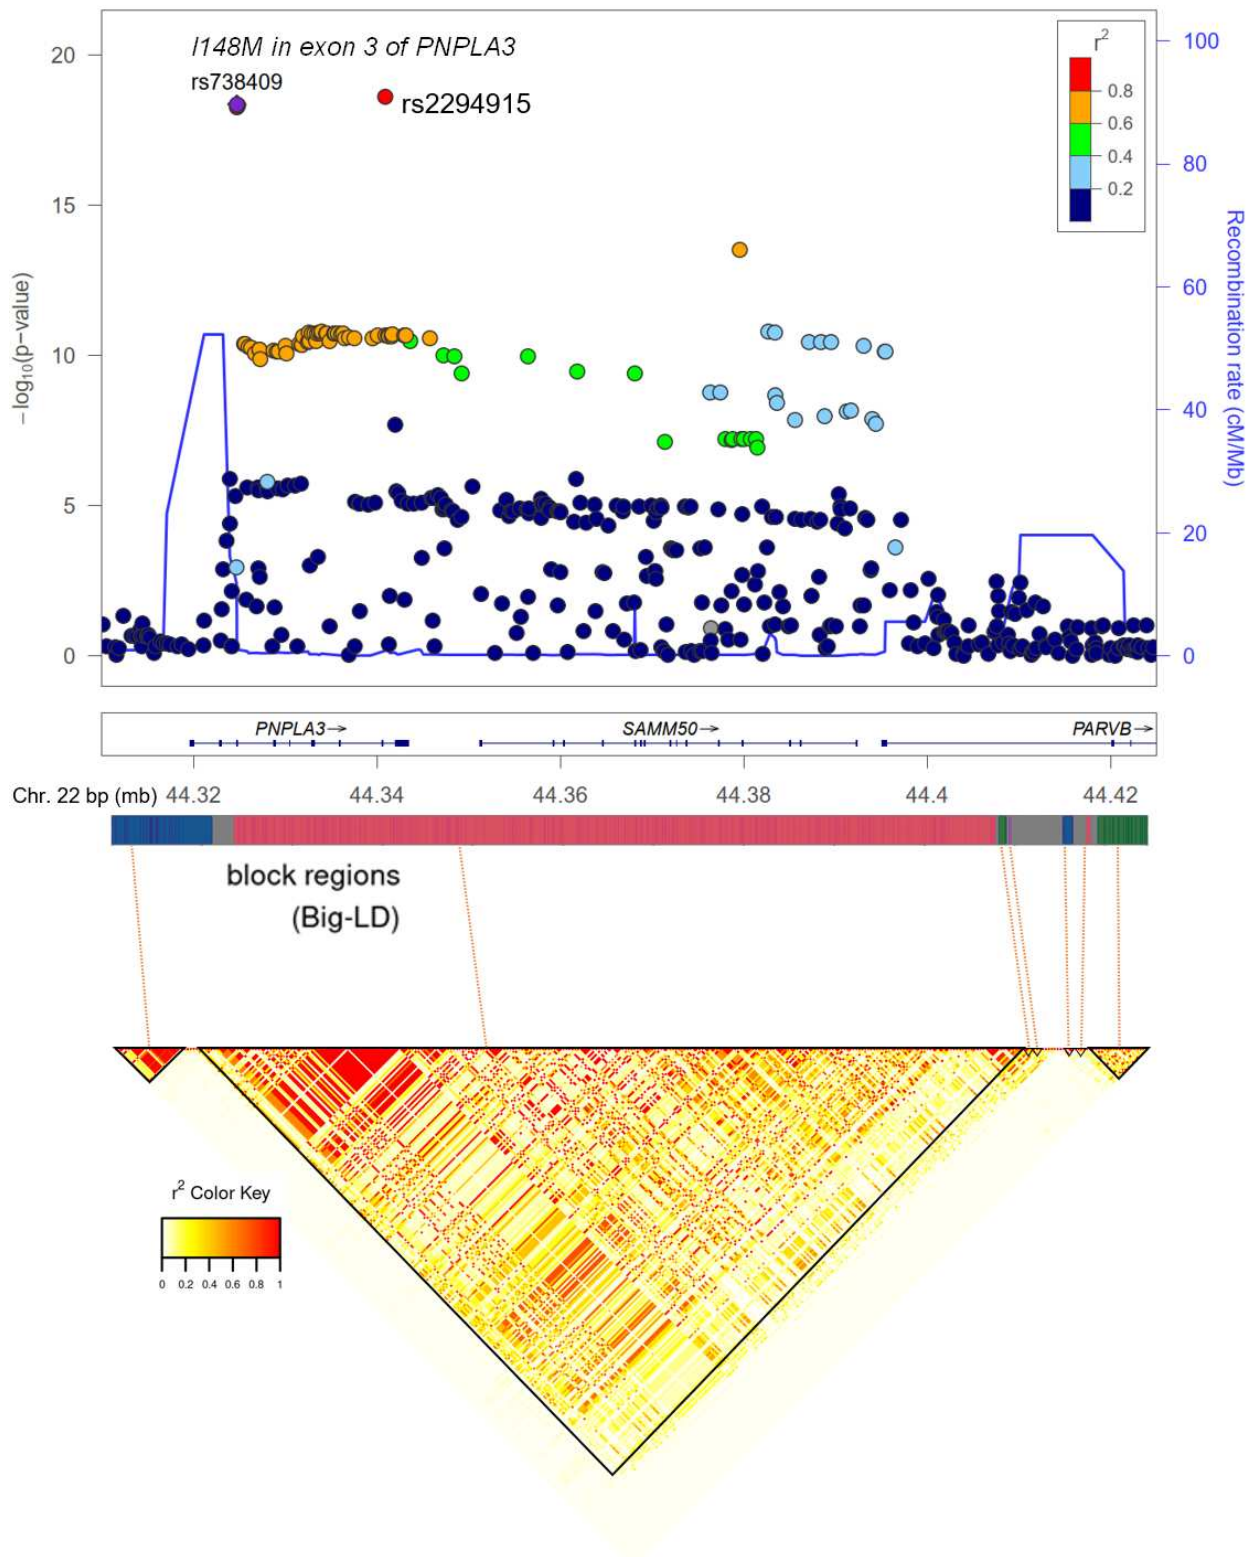 I148M in exon 3 of PNPLA3
rs738409
rs2294915
r2
0.8
0.6
0.4
0.2
20
15
10
5
0
−log10(p−value)
100
80
60
40
20
0
Recombination rate (cM/Mb)
PNPLA3→
SAMM50→
PARVB→
Chr. 22 bp (mb) 44.32 44.34 44.36 44.38 44.4 44.42
block regions
(Big-LD)
r2 Color Key
0 0.2 0.4 0.6 0.8 1